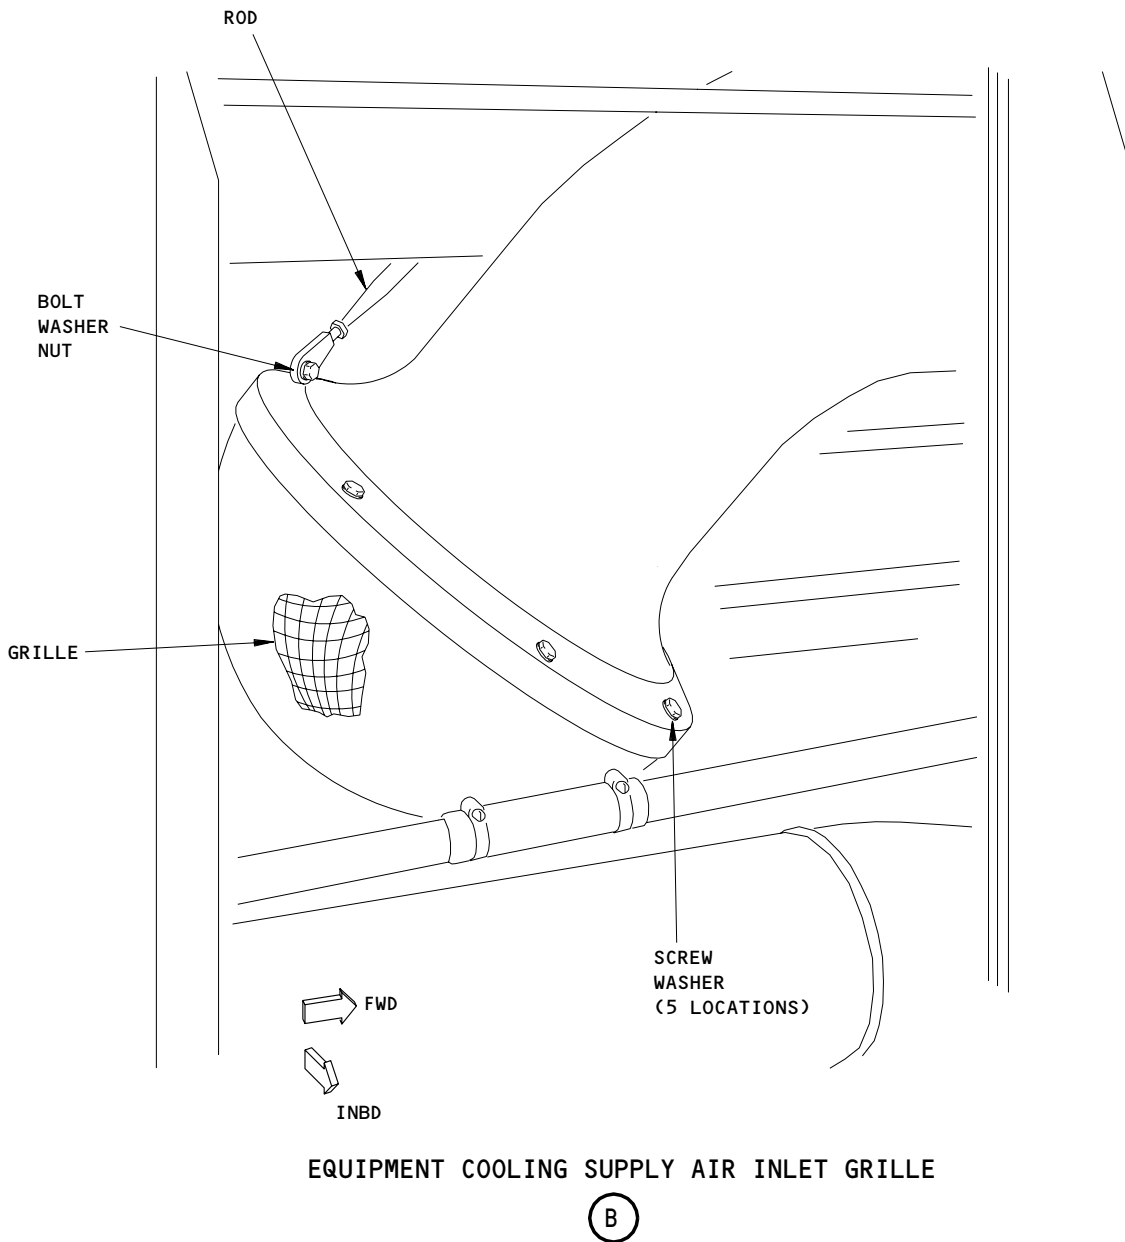 ROD
BOLT
WASHER
NUT
GRILLE
SCREW
WASHER
(5 LOCATIONS)
FWD
INBD
EQUIPMENT COOLING SUPPLY AIR INLET GRILLE
B